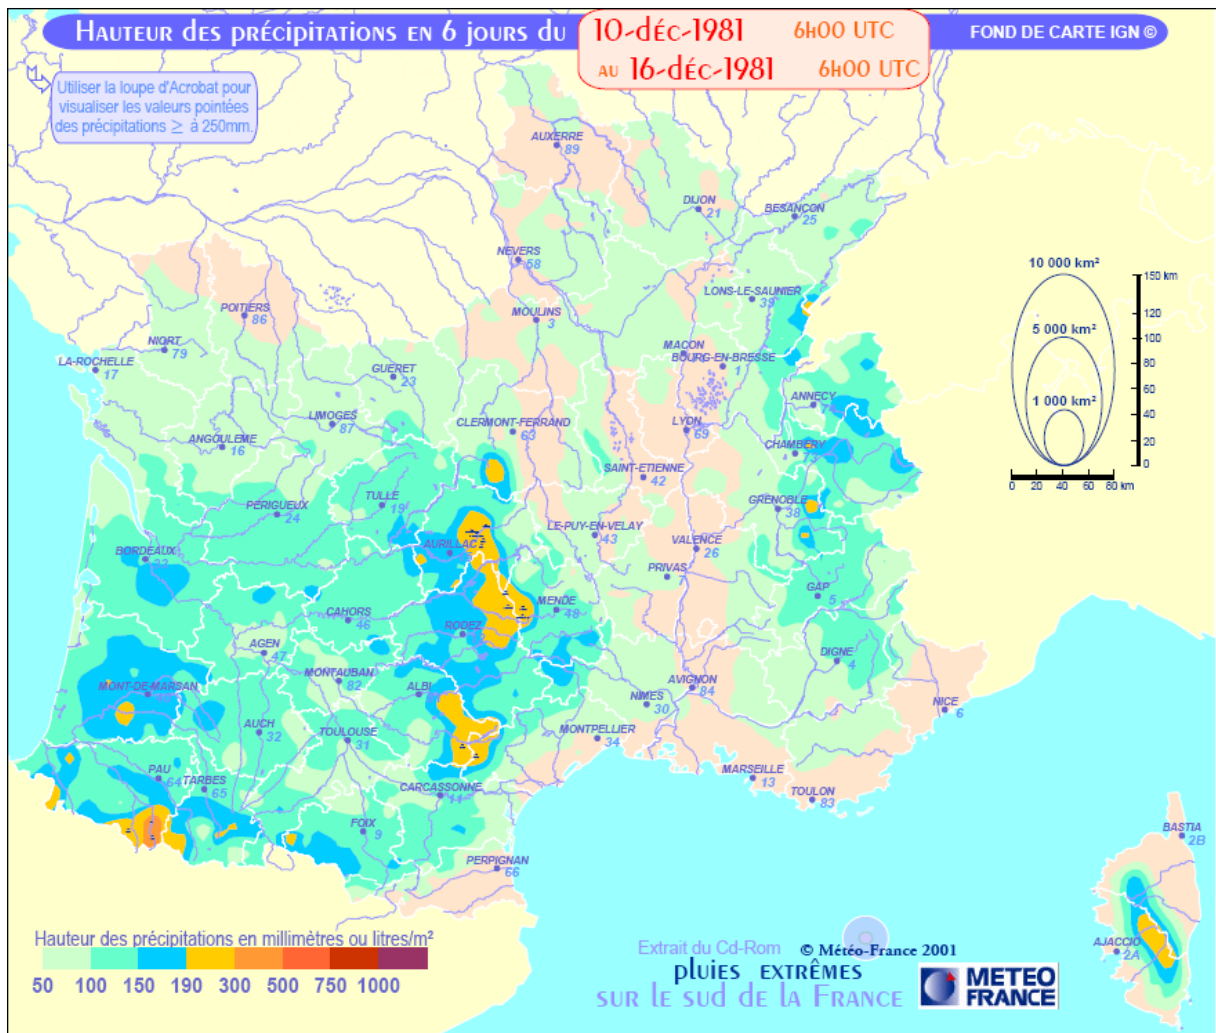 Hauteur des précipitations en 6 jours du
10-déc-1981 6h00 UTC
au 16-déc-1981 6h00 UTC
FOND DE CARTE IGN ©
Utiliser la loupe d'Acrobat pour
visualiser les valeurs pointées
des précipitations ≥ à 250mm.
AUXERRE
89
DIJON
21
BESANCON
25
NEVERS
58
LONS-LE-SAUNIER
39
POITIERS
86
MOULINS
3
NIORT
79
MACON
BOURG-EN-BRESSE
1
LA-ROCHELLE
17
GUERET
23
ANNECY
74
LIMOGES
87
CLERMONT-FERRAND
63
LYON
69
ANGOULEME
16
CHAMBERY
73
SAINT-ETIENNE
42
TULLE
19
PERIGUEUX
24
GRENOBLE
38
LE-PUY-EN-VELAY
43
VALENCE
26
AURILLAC
BORDEAUX
33
PRIVAS
7
GAP
5
MENDE
48
CAHORS
46
RODEZ
AGEN
47
DIGNE
4
MONTAUBAN
82
MONT-DE-MARSAN
ALBI
AVIGNON
84
NIMES
30
NICE
6
AUCH
32
TOULOUSE
31
MONTPELLIER
34
PAU
64
TARBES
65
MARSEILLE
13
CARCASSONNE
11
TOULON
83
FOIX
9
PERPIGNAN
66
BASTIA
2B
AJACCIO
2A
10 000 km²
5 000 km²
1 000 km²
150 km
120
100
80
60
40
20
0
0 20 40 60 80 km
Hauteur des précipitations en millimètres ou litres/m²
50 100 150 190 300 500 750 1000
Extrait du Cd-Rom © Météo-France 2001
pluies extrêmes
sur le sud de la France
METEO
FRANCE